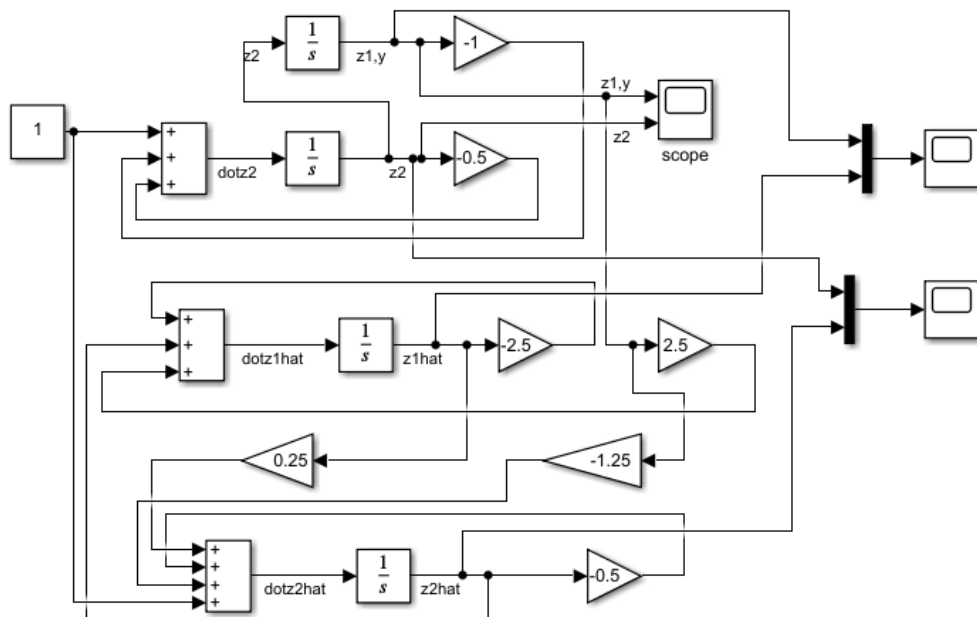 1
s
z2
z1,y
-1
z1,y
z2
scope
1
+
+
+
dotz2
1
s
z2
-0.5
+
+
+
dotz1hat
1
s
z1hat
-2.5
2.5
0.25
-1.25
+
+
+
+
dotz2hat
1
s
z2hat
-0.5